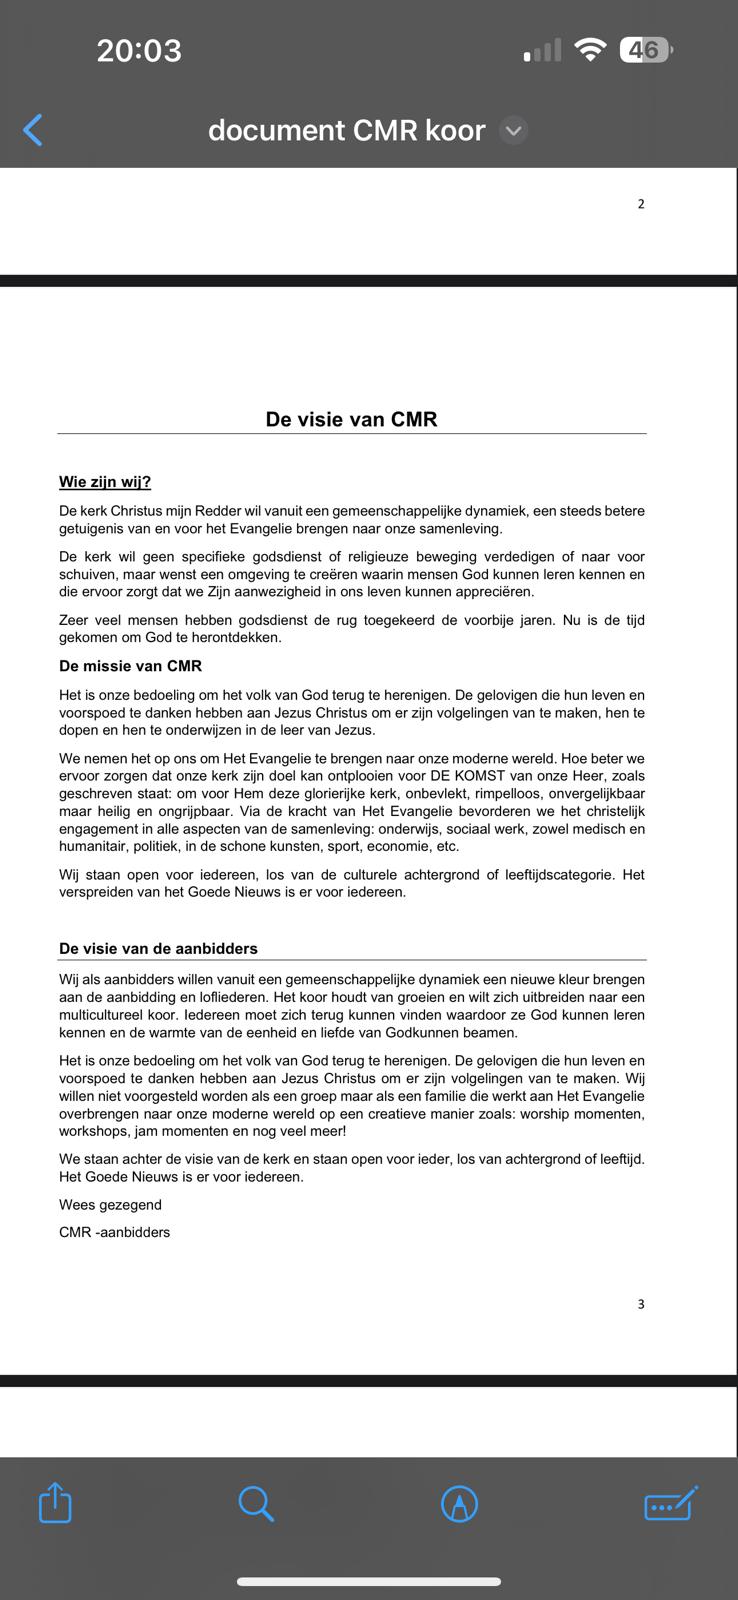 20:03
46
document CMR koor
2
De visie van CMR
Wie zijn wij?
De kerk Christus mijn Redder wil vanuit een gemeenschappelijke dynamiek, een steeds betere
getuigenis van en voor het Evangelie brengen naar onze samenleving.
De kerk wil geen specifieke godsdienst of religieuze beweging verdedigen of naar voor
schuiven, maar wenst een omgeving te creëren waarin mensen God kunnen leren kennen en
die ervoor zorgt dat we Zijn aanwezigheid in ons leven kunnen appreciëren.
Zeer veel mensen hebben godsdienst de rug toegekeerd de voorbije jaren. Nu is de tijd
gekomen om God te herontdekken.
De missie van CMR
Het is onze bedoeling om het volk van God terug te herenigen. De gelovigen die hun leven en
voorspoed te danken hebben aan Jezus Christus om er zijn volgelingen van te maken, hen te
dopen en hen te onderwijzen in de leer van Jezus.
We nemen het op ons om Het Evangelie te brengen naar onze moderne wereld. Hoe beter we
ervoor zorgen dat onze kerk zijn doel kan ontplooien voor DE KOMST van onze Heer, zoals
geschreven staat: om voor Hem deze glorierijke kerk, onbevlekt, rimpelloos, onvergelijkbaar
maar heilig en ongrijpbaar. Via de kracht van Het Evangelie bevorderen we het christelijk
engagement in alle aspecten van de samenleving: onderwijs, sociaal werk, zowel medisch en
humanitair, politiek, in de schone kunsten, sport, economie, etc.
Wij staan open voor iedereen, los van de culturele achtergrond of leeftijdscategorie. Het
verspreiden van het Goede Nieuws is er voor iedereen.
De visie van de aanbidders
Wij als aanbidders willen vanuit een gemeenschappelijke dynamiek een nieuwe kleur brengen
aan de aanbidding en lofliederen. Het koor houdt van groeien en wilt zich uitbreiden naar een
multicultureel koor. Iedereen moet zich terug kunnen vinden waardoor ze God kunnen leren
kennen en de warmte van de eenheid en liefde van Godkunnen beamen.
Het is onze bedoeling om het volk van God terug te herenigen. De gelovigen die hun leven en
voorspoed te danken hebben aan Jezus Christus om er zijn volgelingen van te maken. Wij
willen niet voorgesteld worden als een groep maar als een familie die werkt aan Het Evangelie
overbrengen naar onze moderne wereld op een creatieve manier zoals: worship momenten,
workshops, jam momenten en nog veel meer!
We staan achter de visie van de kerk en staan open voor ieder, los van achtergrond of leeftijd.
Het Goede Nieuws is er voor iedereen.
Wees gezegend
CMR -aanbidders
3